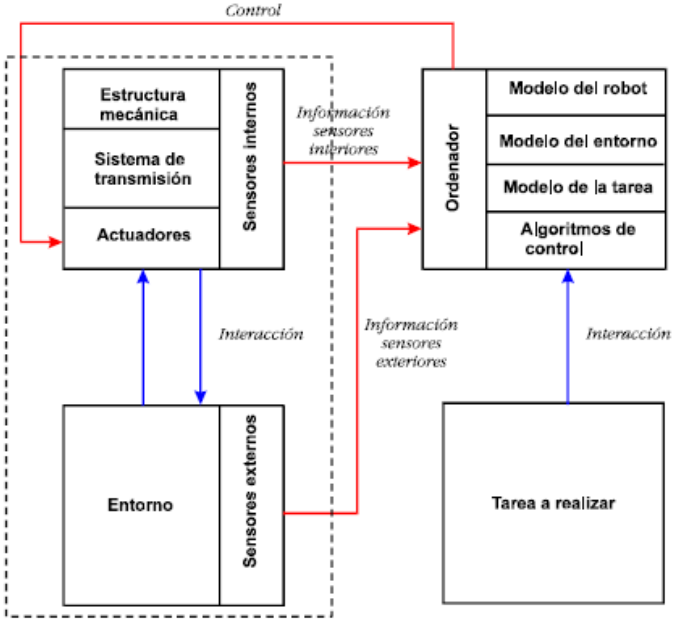 Control
Estructura
mecánica
Sistema de
transmisión
Actuadores
Sensores internos
Información
sensores
interiores
Ordenador
Modelo del robot
Modelo del entorno
Modelo de la tarea
Algoritmos de
control
Interacción
Información
sensores
exteriores
Interacción
Entorno
Sensores externos
Tarea a realizar